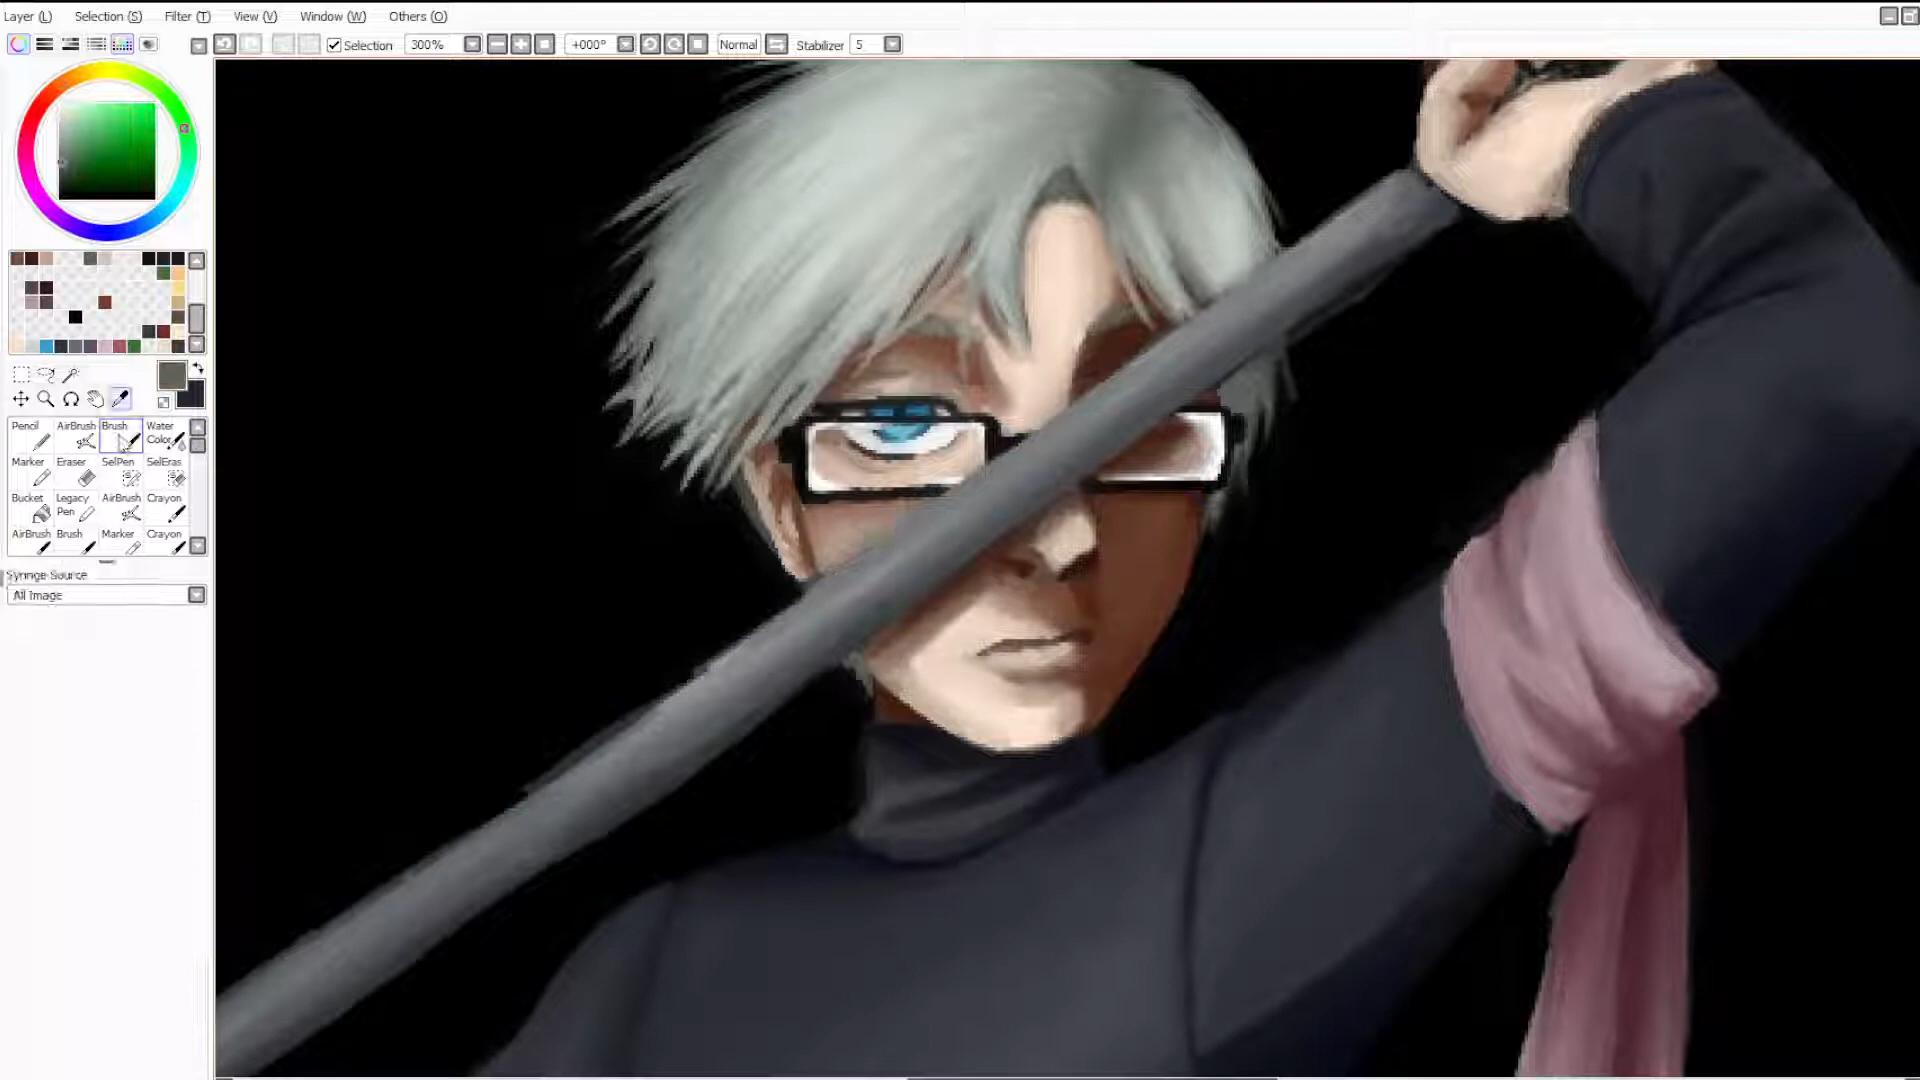 Layer (L) Selection (S) Filter (T) View (V) Window (W) Others (O)
Selection 300% +000° Normal Stabilizer 5
Pencil AirBrush Brush Water Color
Marker Eraser SelPen SelEras
Bucket Legacy Pen AirBrush Crayon
AirBrush Brush Marker Crayon
Syringe Source
All Image